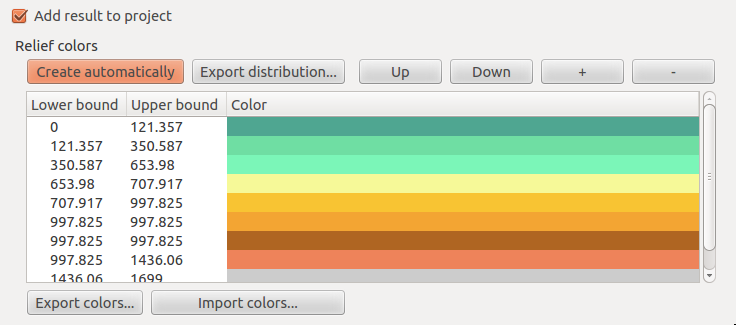 Add result to project
Relief colors
Create automatically Export distribution... Up Down + -
Lower bound Upper bound Color
0 121.357
121.357 350.587
350.587 653.98
653.98 707.917
707.917 997.825
997.825 997.825
997.825 997.825
997.825 1436.06
1436.06 1699
Export colors... Import colors...